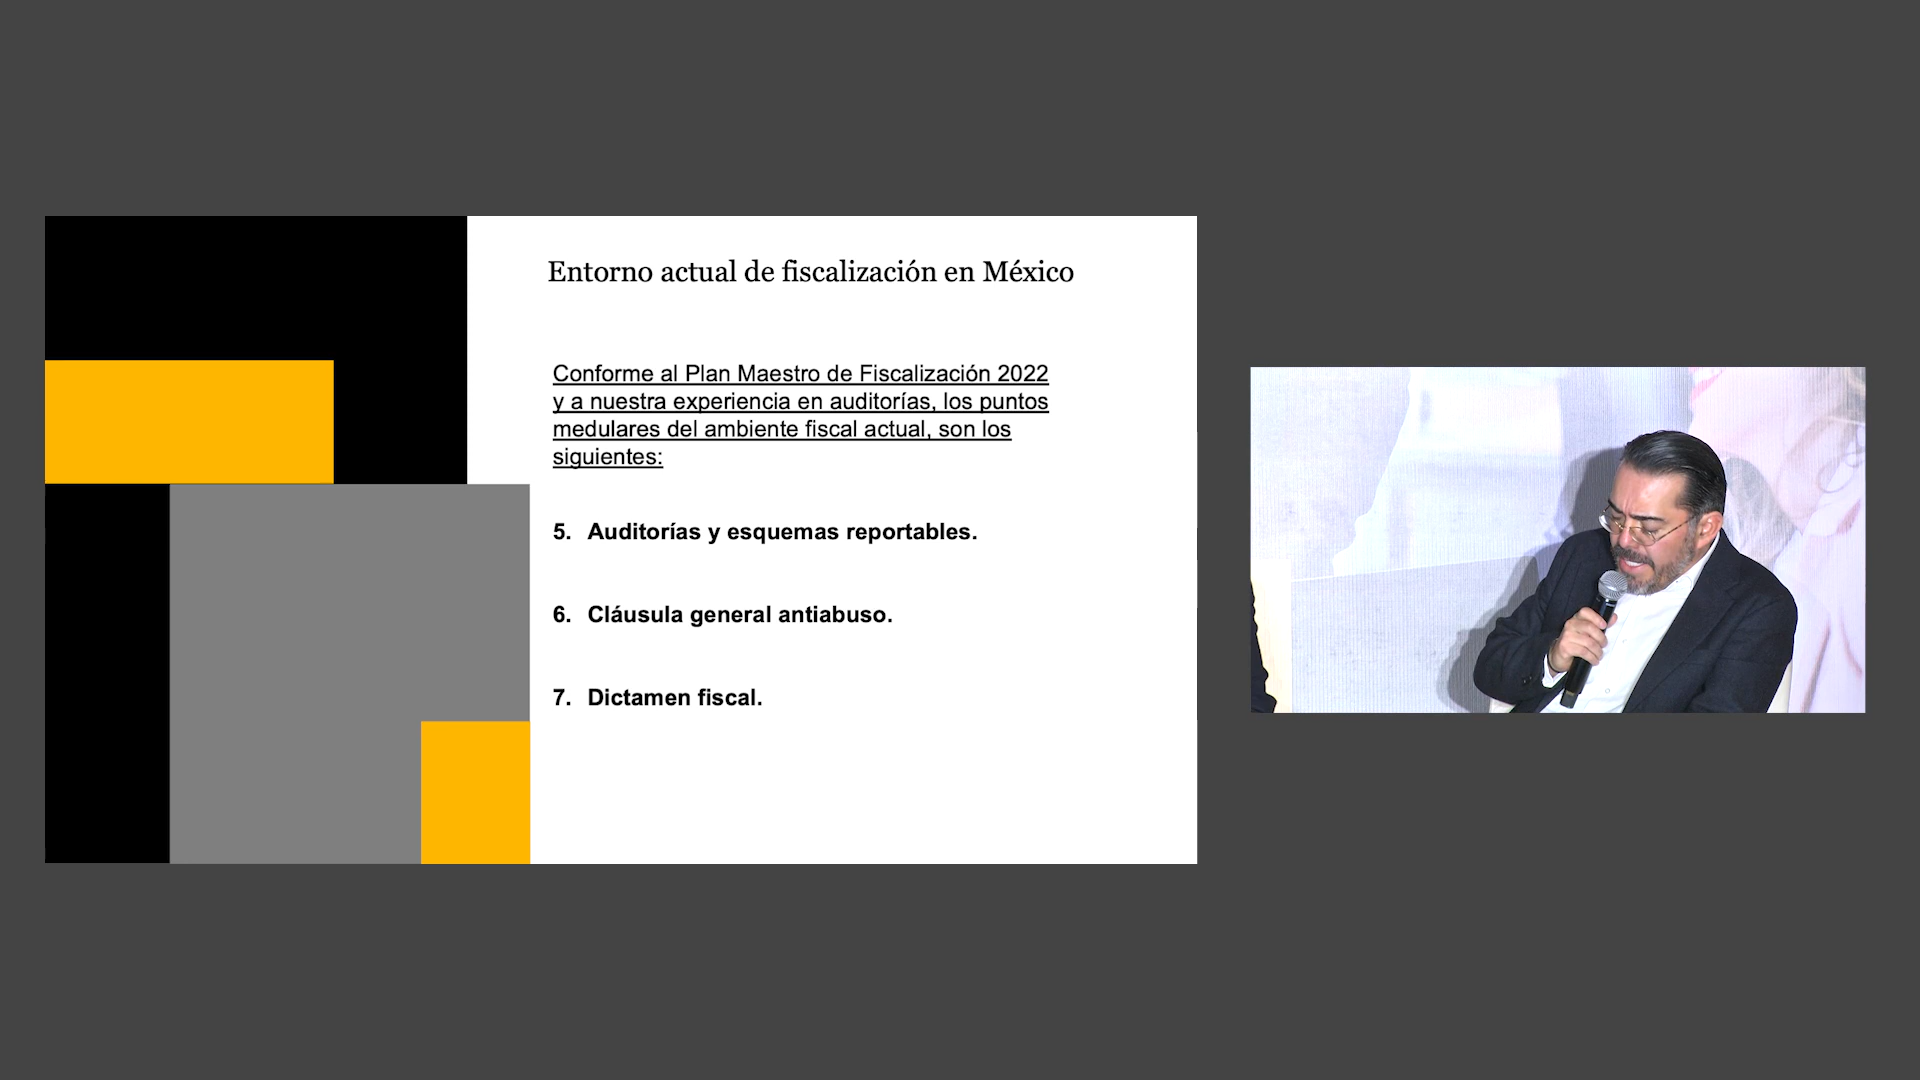 Entorno actual de fiscalización en México
Conforme al Plan Maestro de Fiscalización 2022
y a nuestra experiencia en auditorías, los puntos
medulares del ambiente fiscal actual, son los
siguientes:
5. Auditorías y esquemas reportables.
6. Cláusula general antiabuso.
7. Dictamen fiscal.